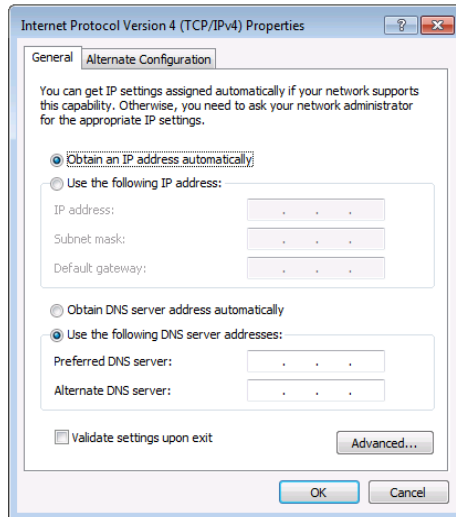 Internet Protocol Version 4 (TCP/IPv4) Properties
General
Alternate Configuration
You can get IP settings assigned automatically if your network supports
this capability. Otherwise, you need to ask your network administrator
for the appropriate IP settings.
Obtain an IP address automatically
Use the following IP address:
IP address:
Subnet mask:
Default gateway:
Obtain DNS server address automatically
Use the following DNS server addresses:
Preferred DNS server:
Alternate DNS server:
Validate settings upon exit
Advanced...
OK
Cancel